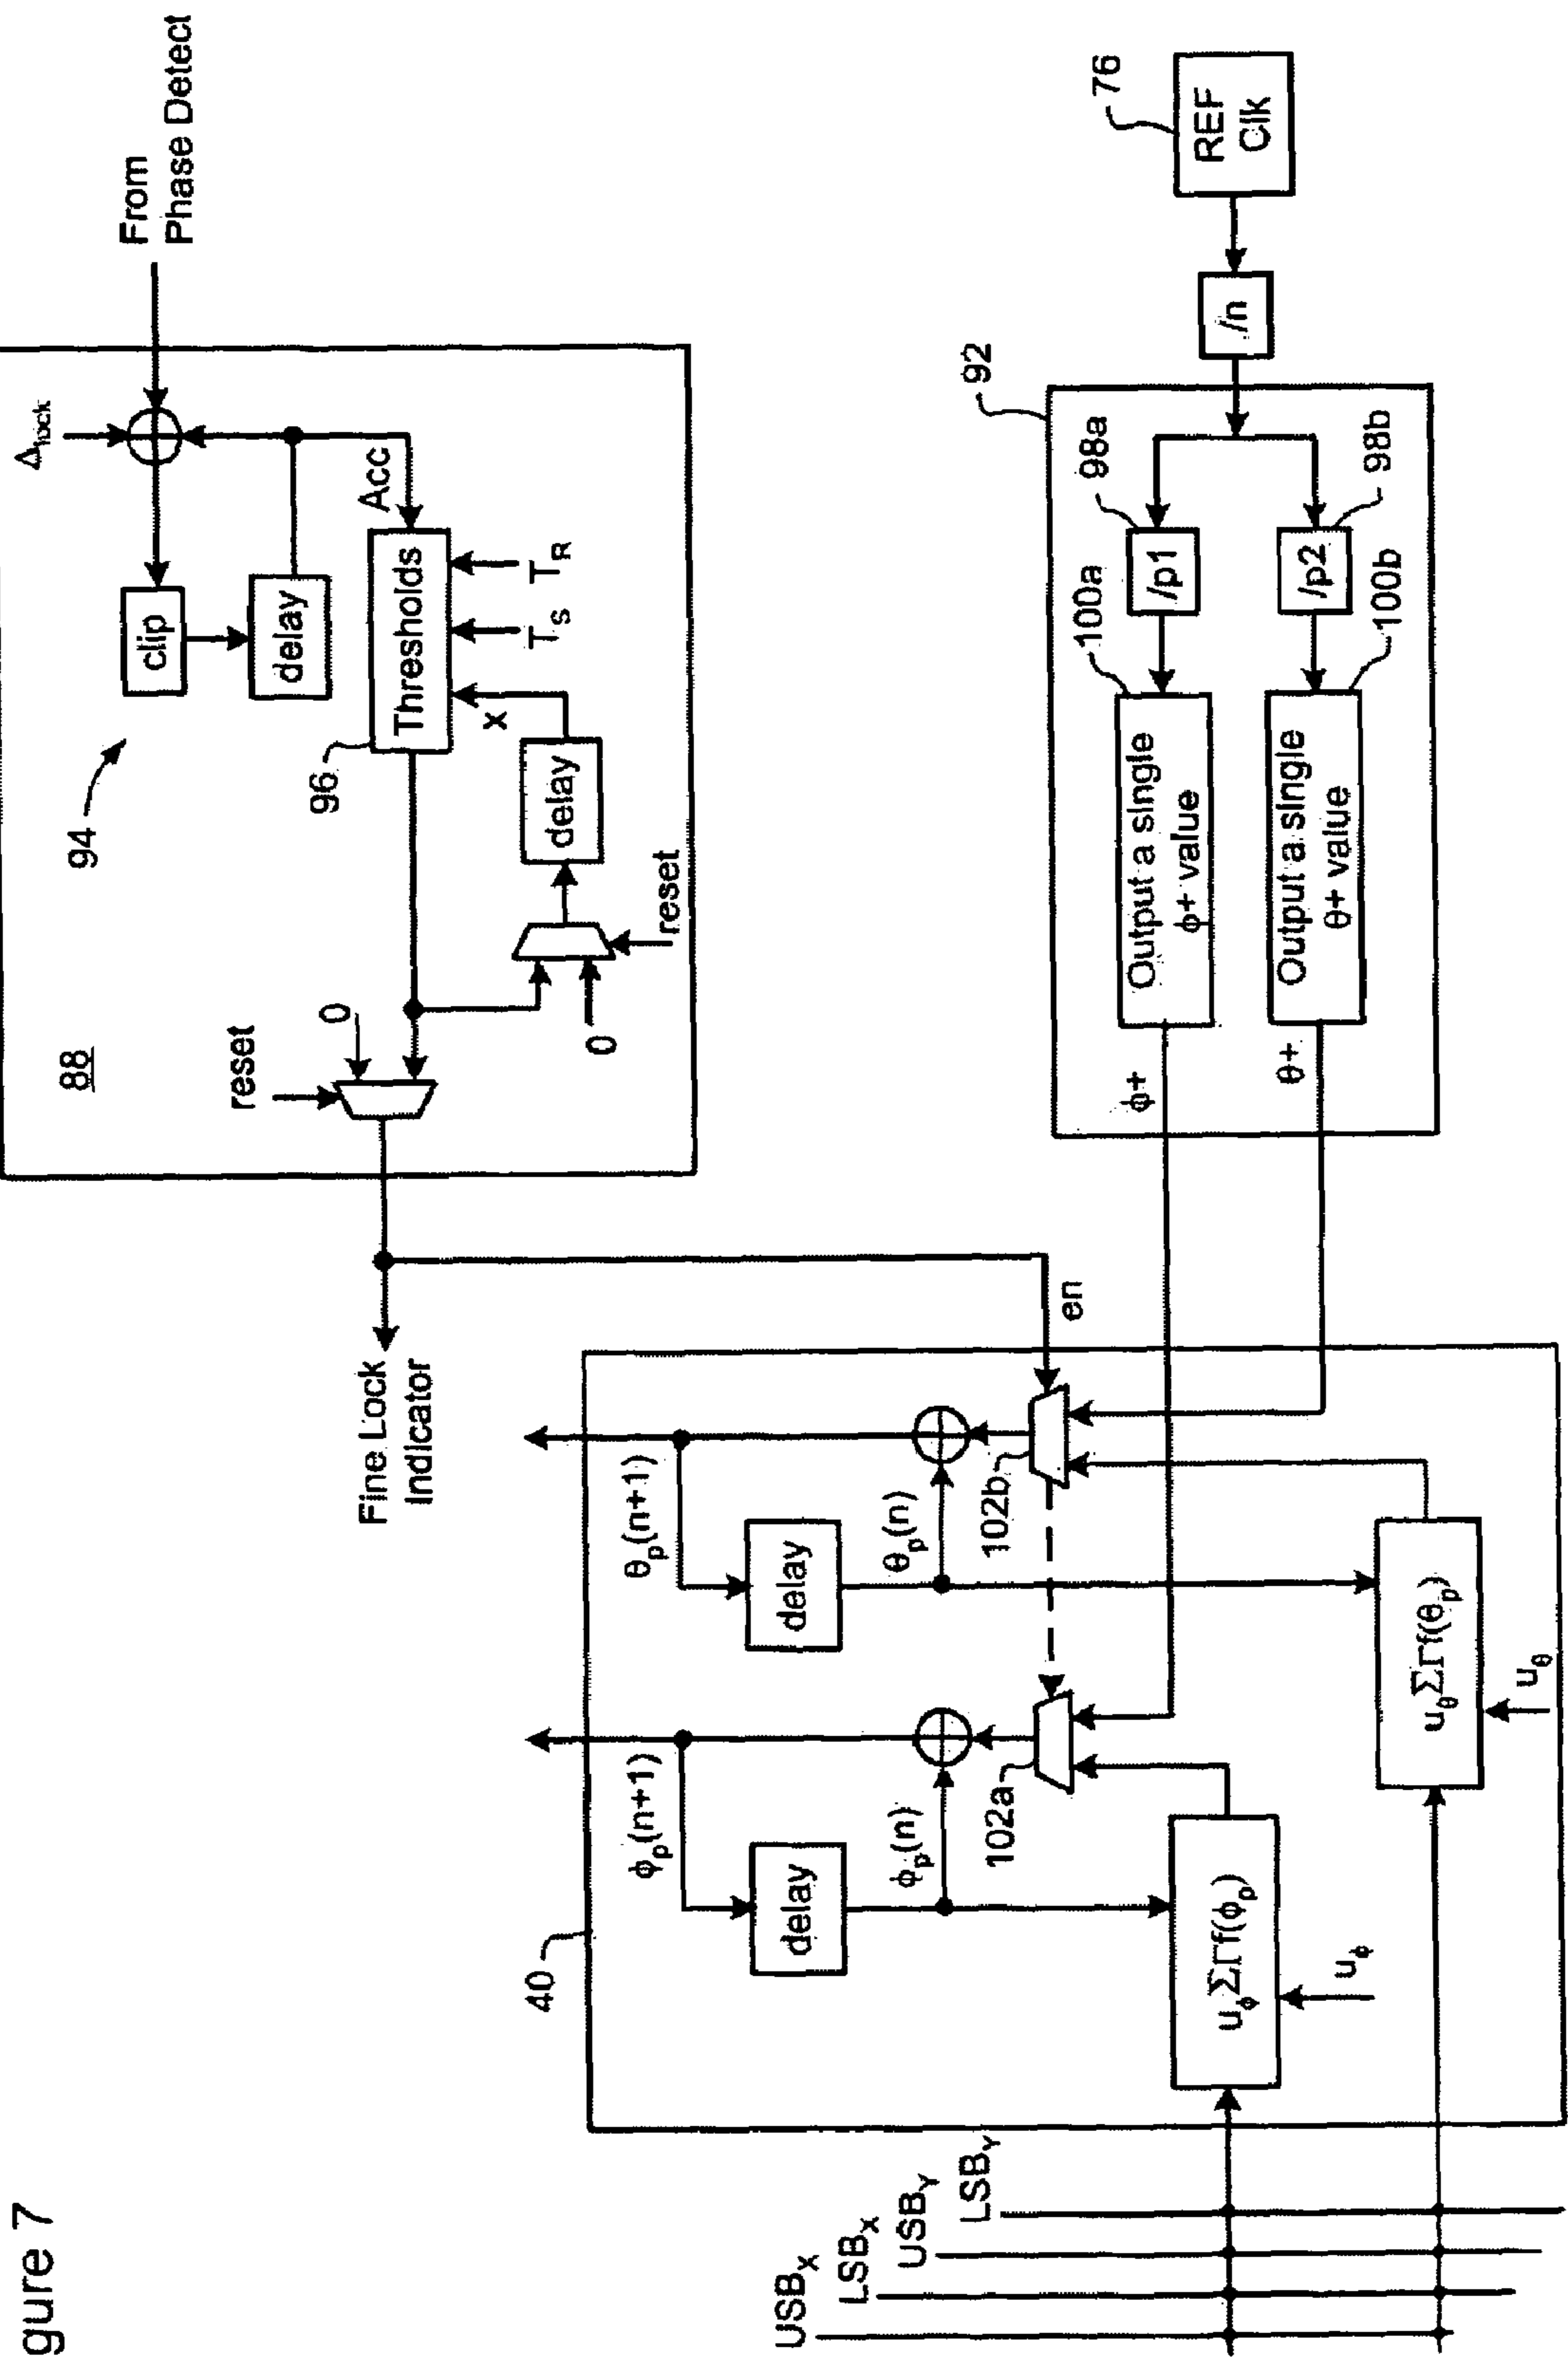 gure 7
88
94
Δlock
From
Phase Detect
clip
delay
Acc
96
Thresholds
TS
TR
x
delay
reset
0
0
reset
Fine Lock
Indicator
en
40
ϕp(n+1)
delay
ϕp(n)
102a
θp(n+1)
delay
θp(n)
102b
uϕΣΓf(ϕp)
uϕ
uθΣΓf(θp)
uθ
USBX
LSBX
USBY
LSBY
92
ϕ+
Output a single
ϕ+ value
100a
/p1
98a
θ+
Output a single
θ+ value
100b
/p2
98b
/n
REF
Clk
76